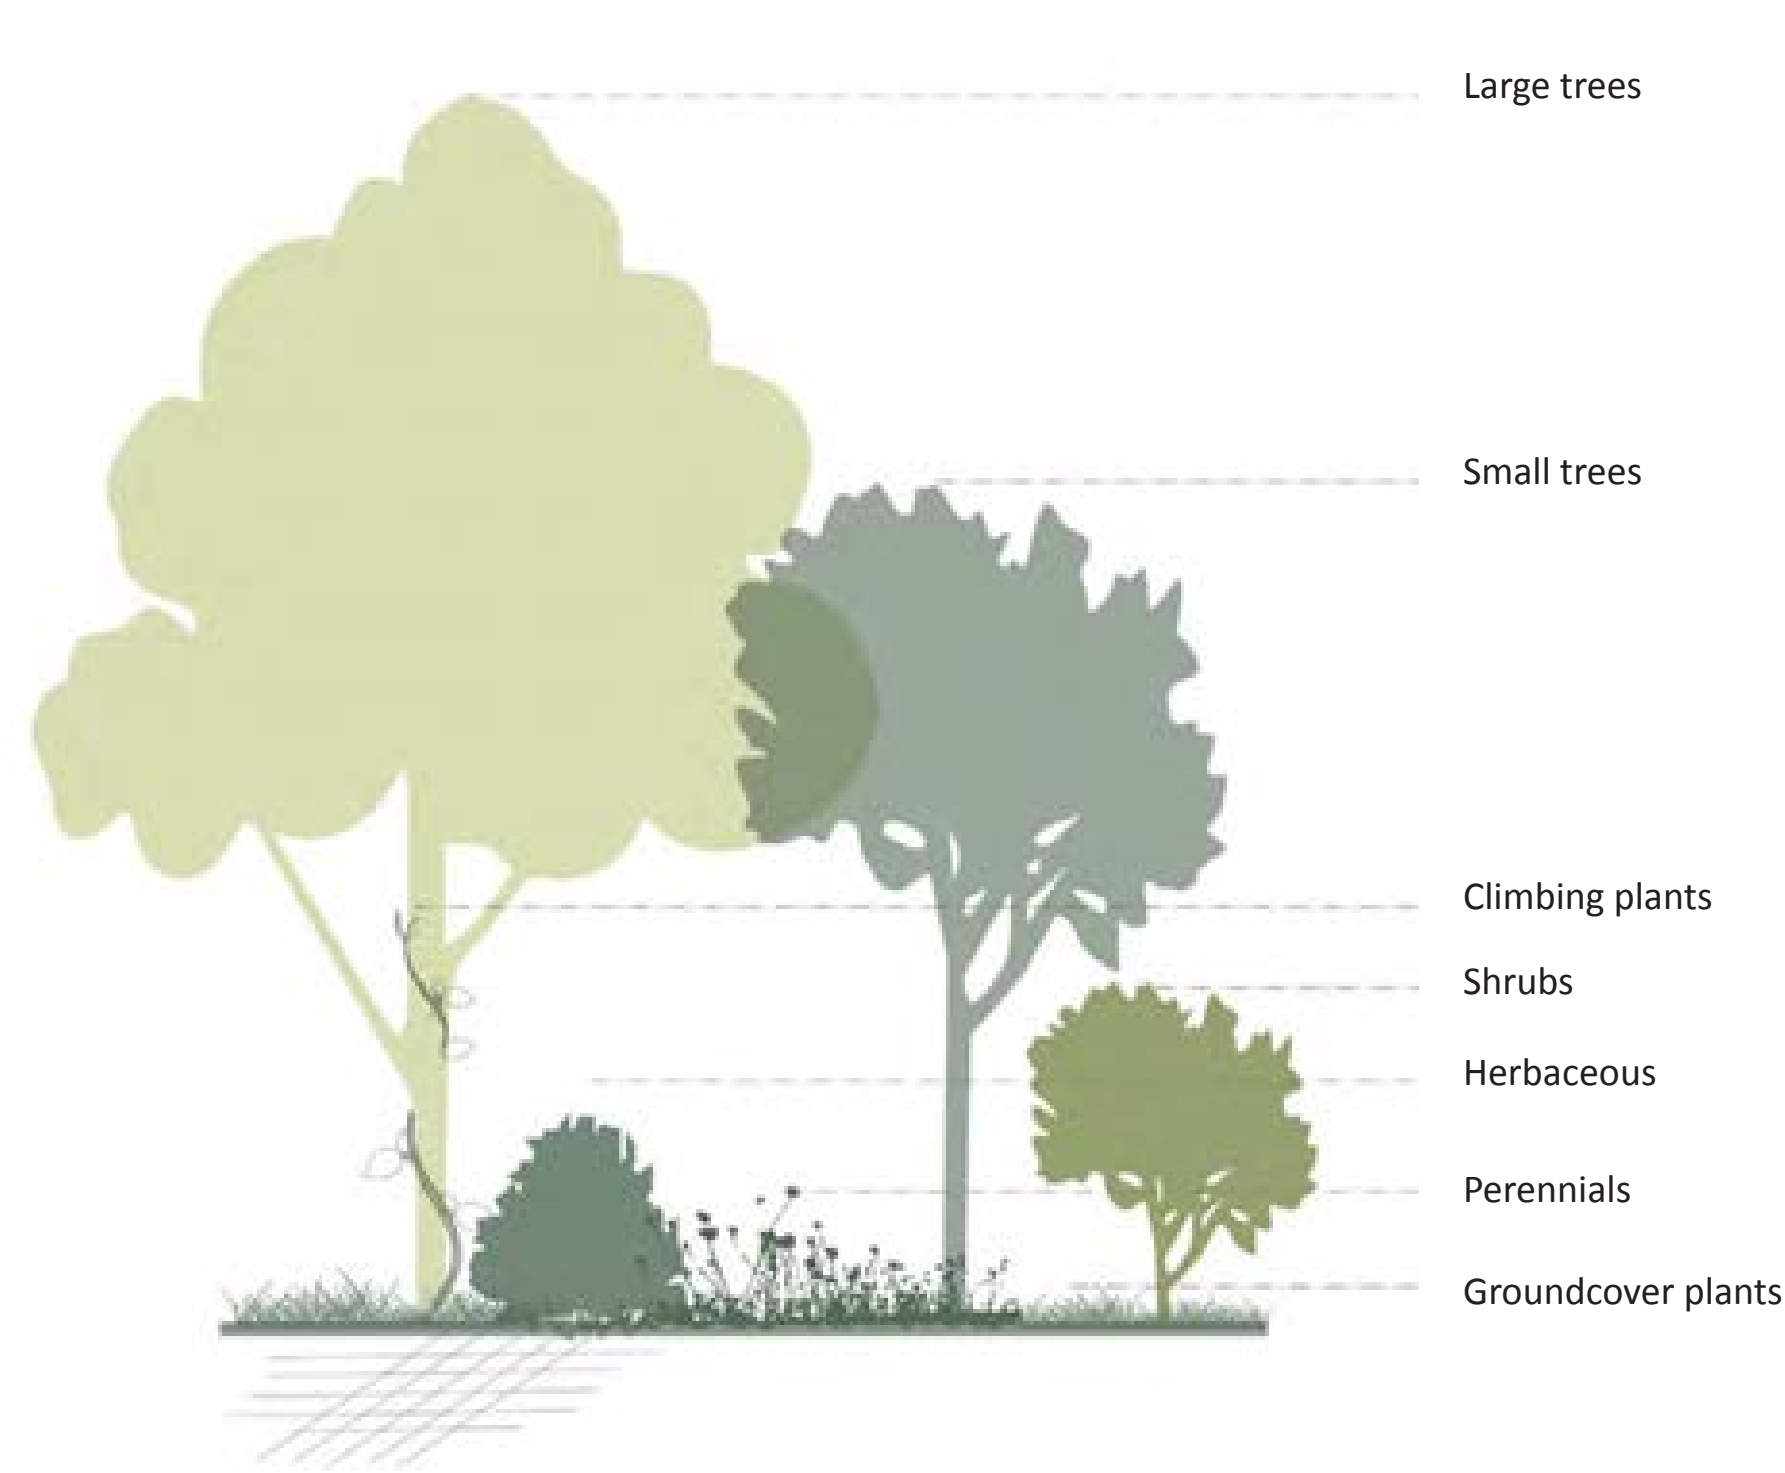 Large trees
Small trees
Climbing plants
Shrubs
Herbaceous
Perennials
Groundcover plants